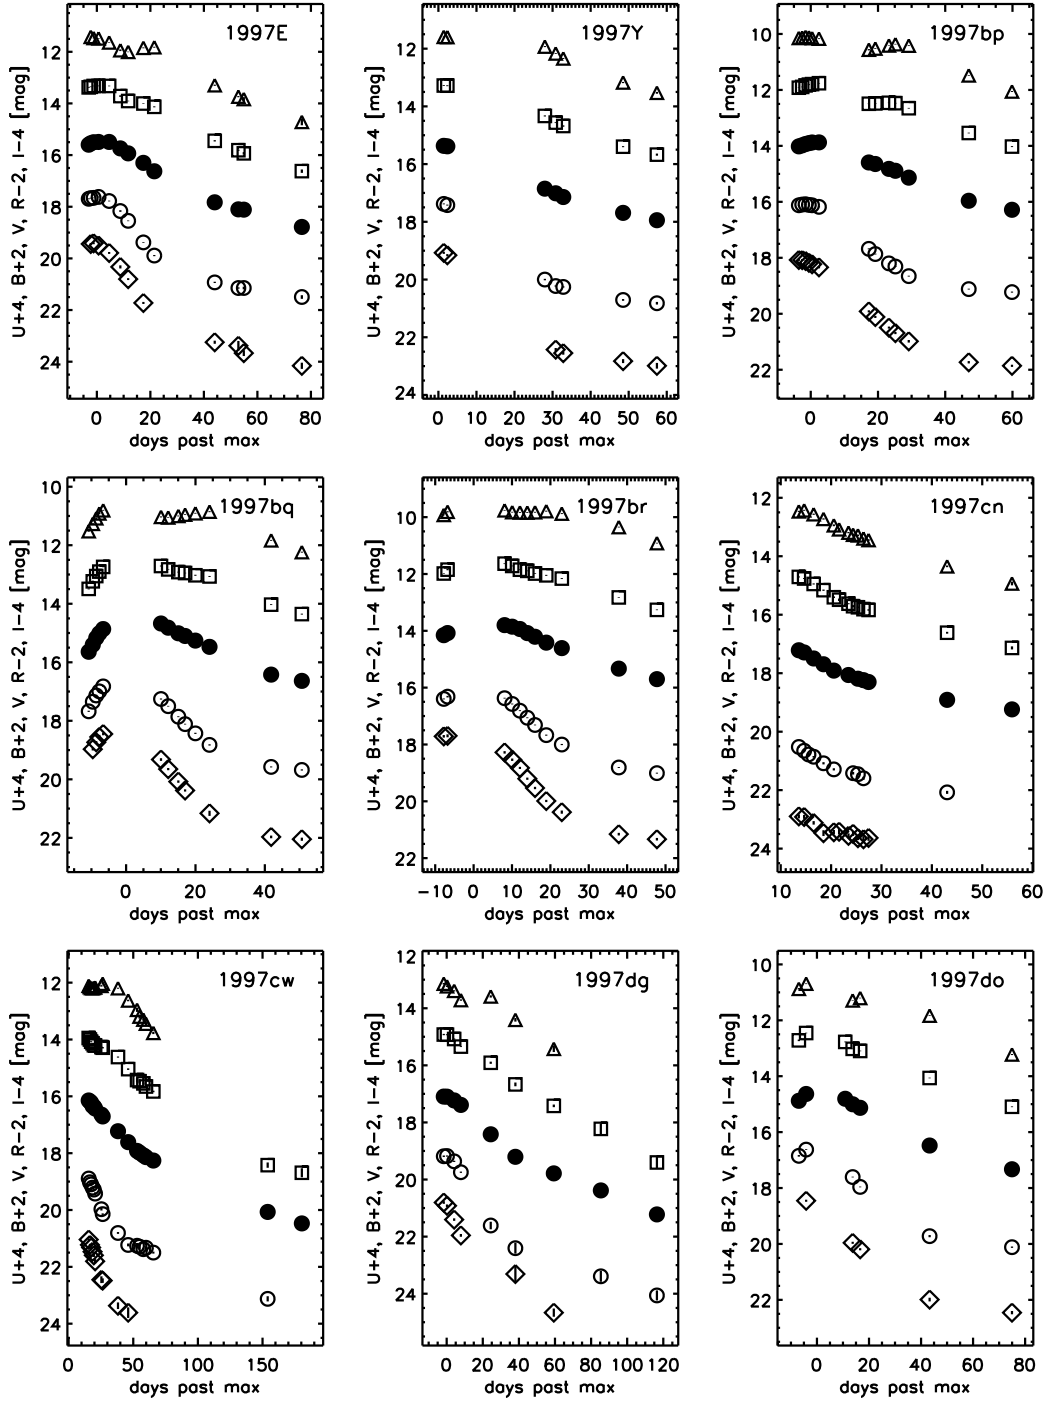 1997E
12
14
16
18
20
22
24
U+4, B+2, V, R-2, I-4 [mag]
0 20 40 60 80
days past max
1997Y
12
14
16
18
20
22
24
U+4, B+2, V, R-2, I-4 [mag]
0 10 20 30 40 50 60
days past max
1997bp
10
12
14
16
18
20
22
U+4, B+2, V, R-2, I-4 [mag]
0 20 40 60
days past max
1997bq
10
12
14
16
18
20
22
U+4, B+2, V, R-2, I-4 [mag]
0 20 40
days past max
1997br
10
12
14
16
18
20
22
U+4, B+2, V, R-2, I-4 [mag]
-10 0 10 20 30 40 50
days past max
1997cn
12
14
16
18
20
22
24
U+4, B+2, V, R-2, I-4 [mag]
10 20 30 40 50 60
days past max
1997cw
12
14
16
18
20
22
24
U+4, B+2, V, R-2, I-4 [mag]
0 50 100 150
days past max
1997dg
12
14
16
18
20
22
24
U+4, B+2, V, R-2, I-4 [mag]
0 20 40 60 80 100 120
days past max
1997do
10
12
14
16
18
20
22
U+4, B+2, V, R-2, I-4 [mag]
0 20 40 60 80
days past max